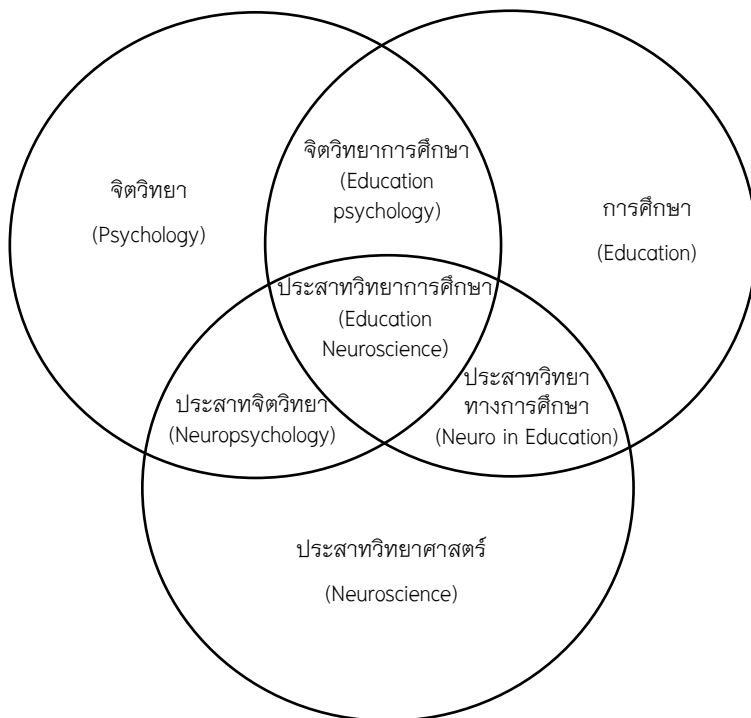 จิตวิทยาการศึกษา
(Education
psychology)
จิตวิทยา
(Psychology)
การศึกษา
(Education)
ประสาทวิทยาการศึกษา
(Education
Neuroscience)
ประสาทจิตวิทยา
(Neuropsychology)
ประสาทวิทยา
ทางการศึกษา
(Neuro in Education)
ประสาทวิทยาศาสตร์
(Neuroscience)